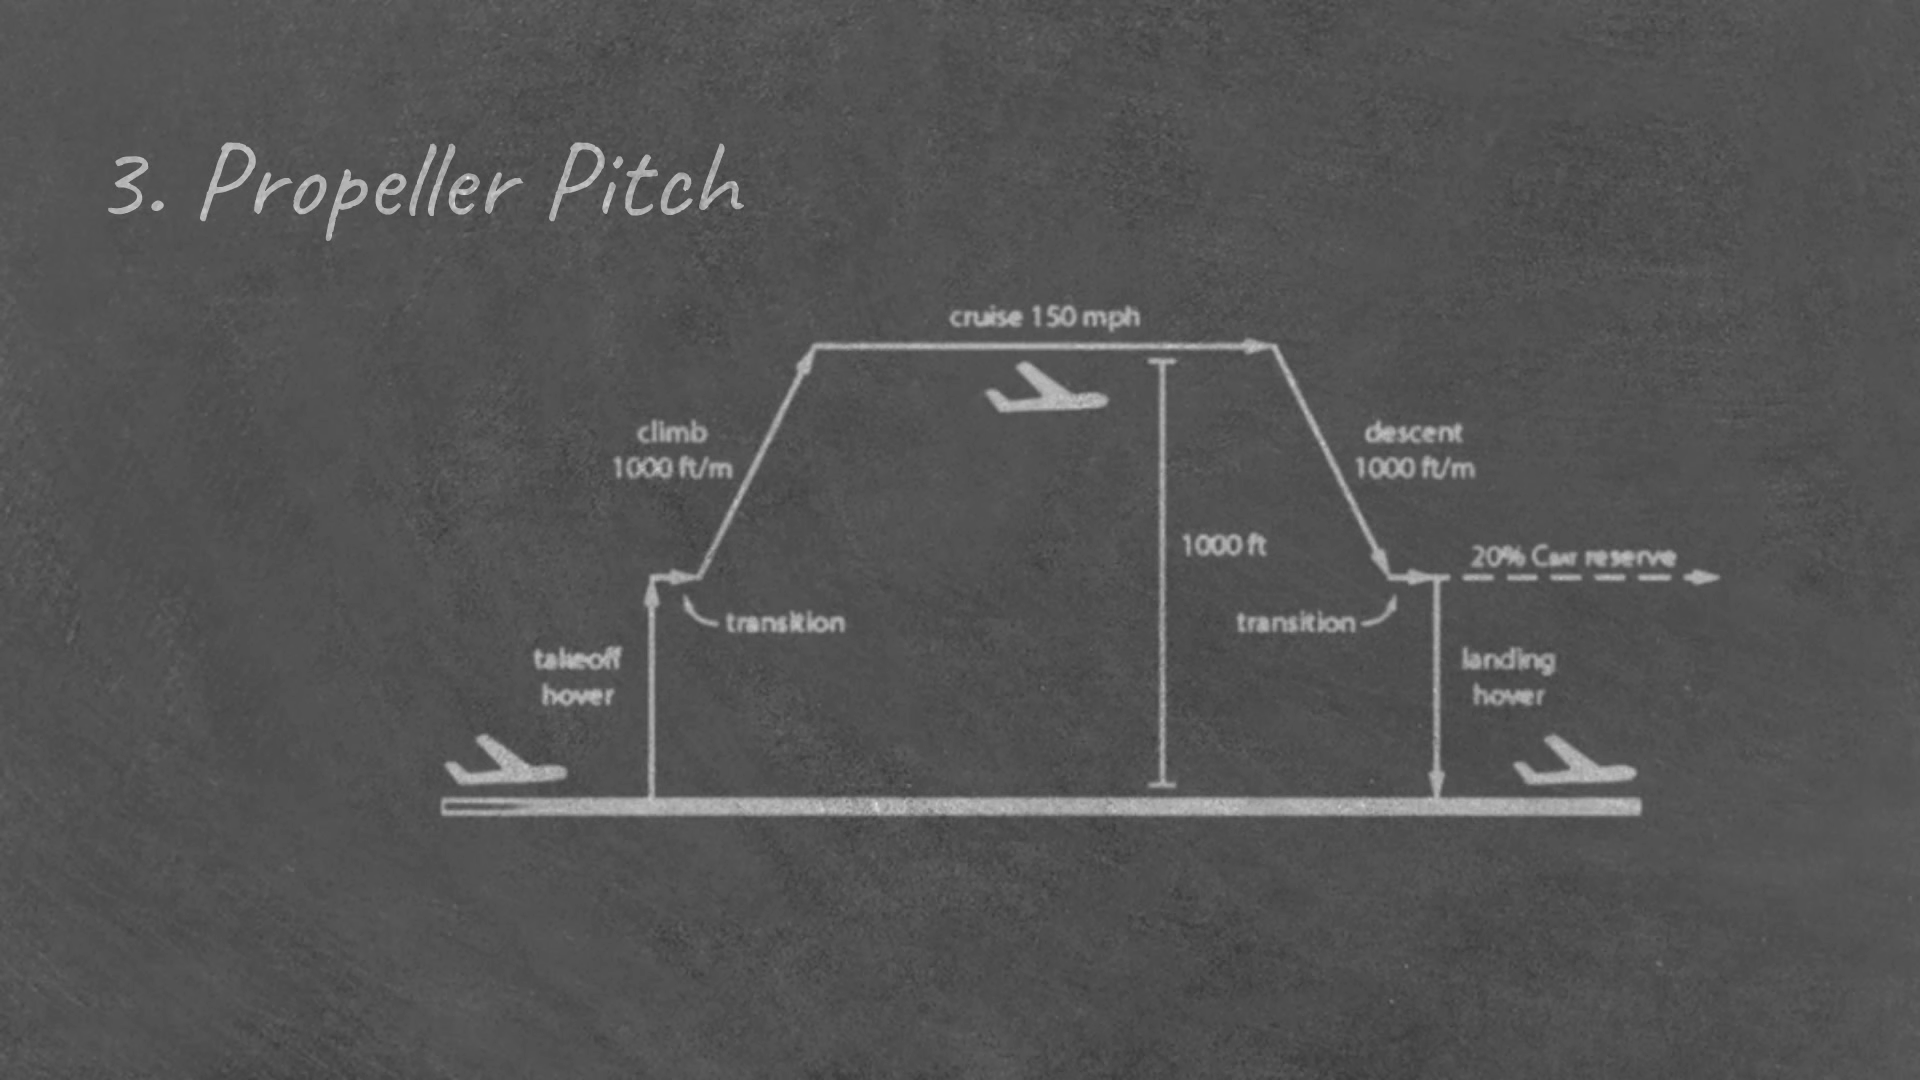 3. Propeller Pitch
cruise 150 mph
climb
1000 ft/m
descent
1000 ft/m
1000 ft
20% CBAT reserve
transition
transition
takeoff
hover
landing
hover